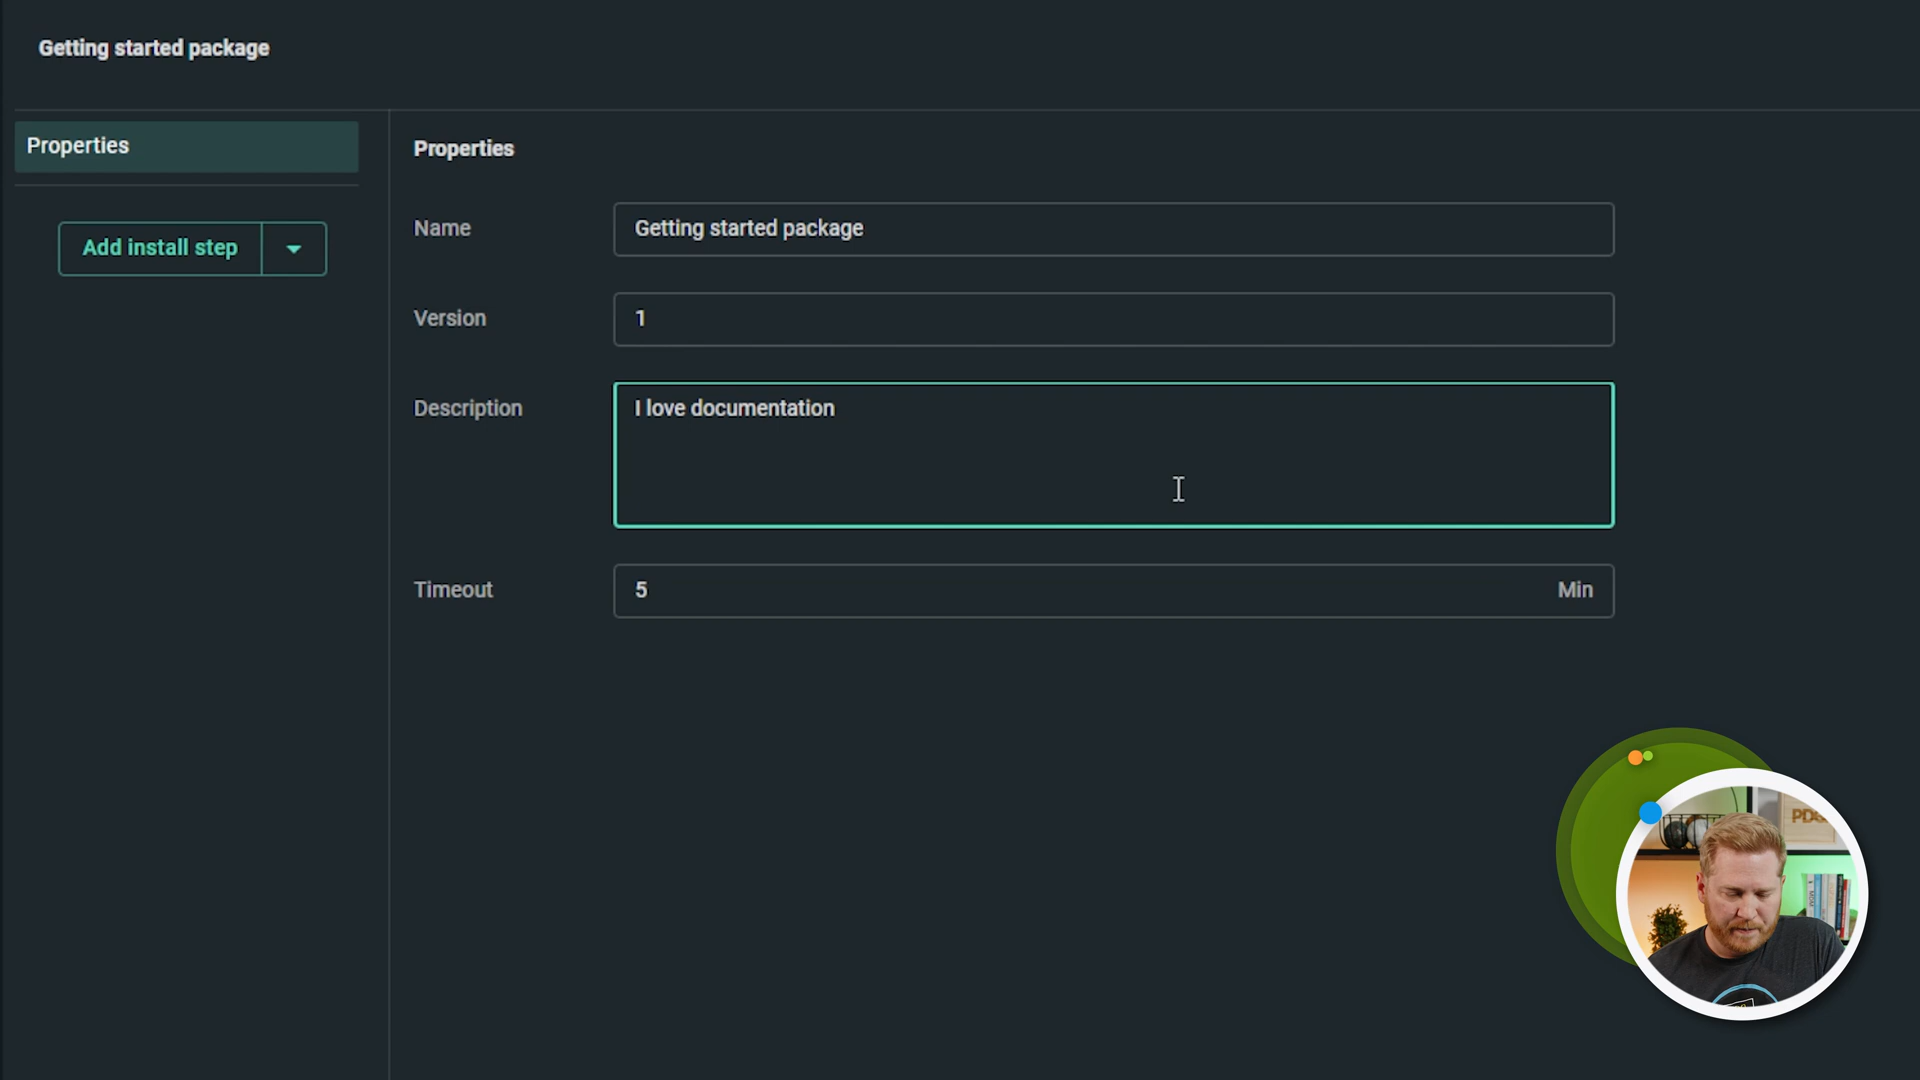 Getting started package
Properties
Add install step
Properties
Name
Getting started package
Version
1
Description
I love documentation
Timeout
5
Min